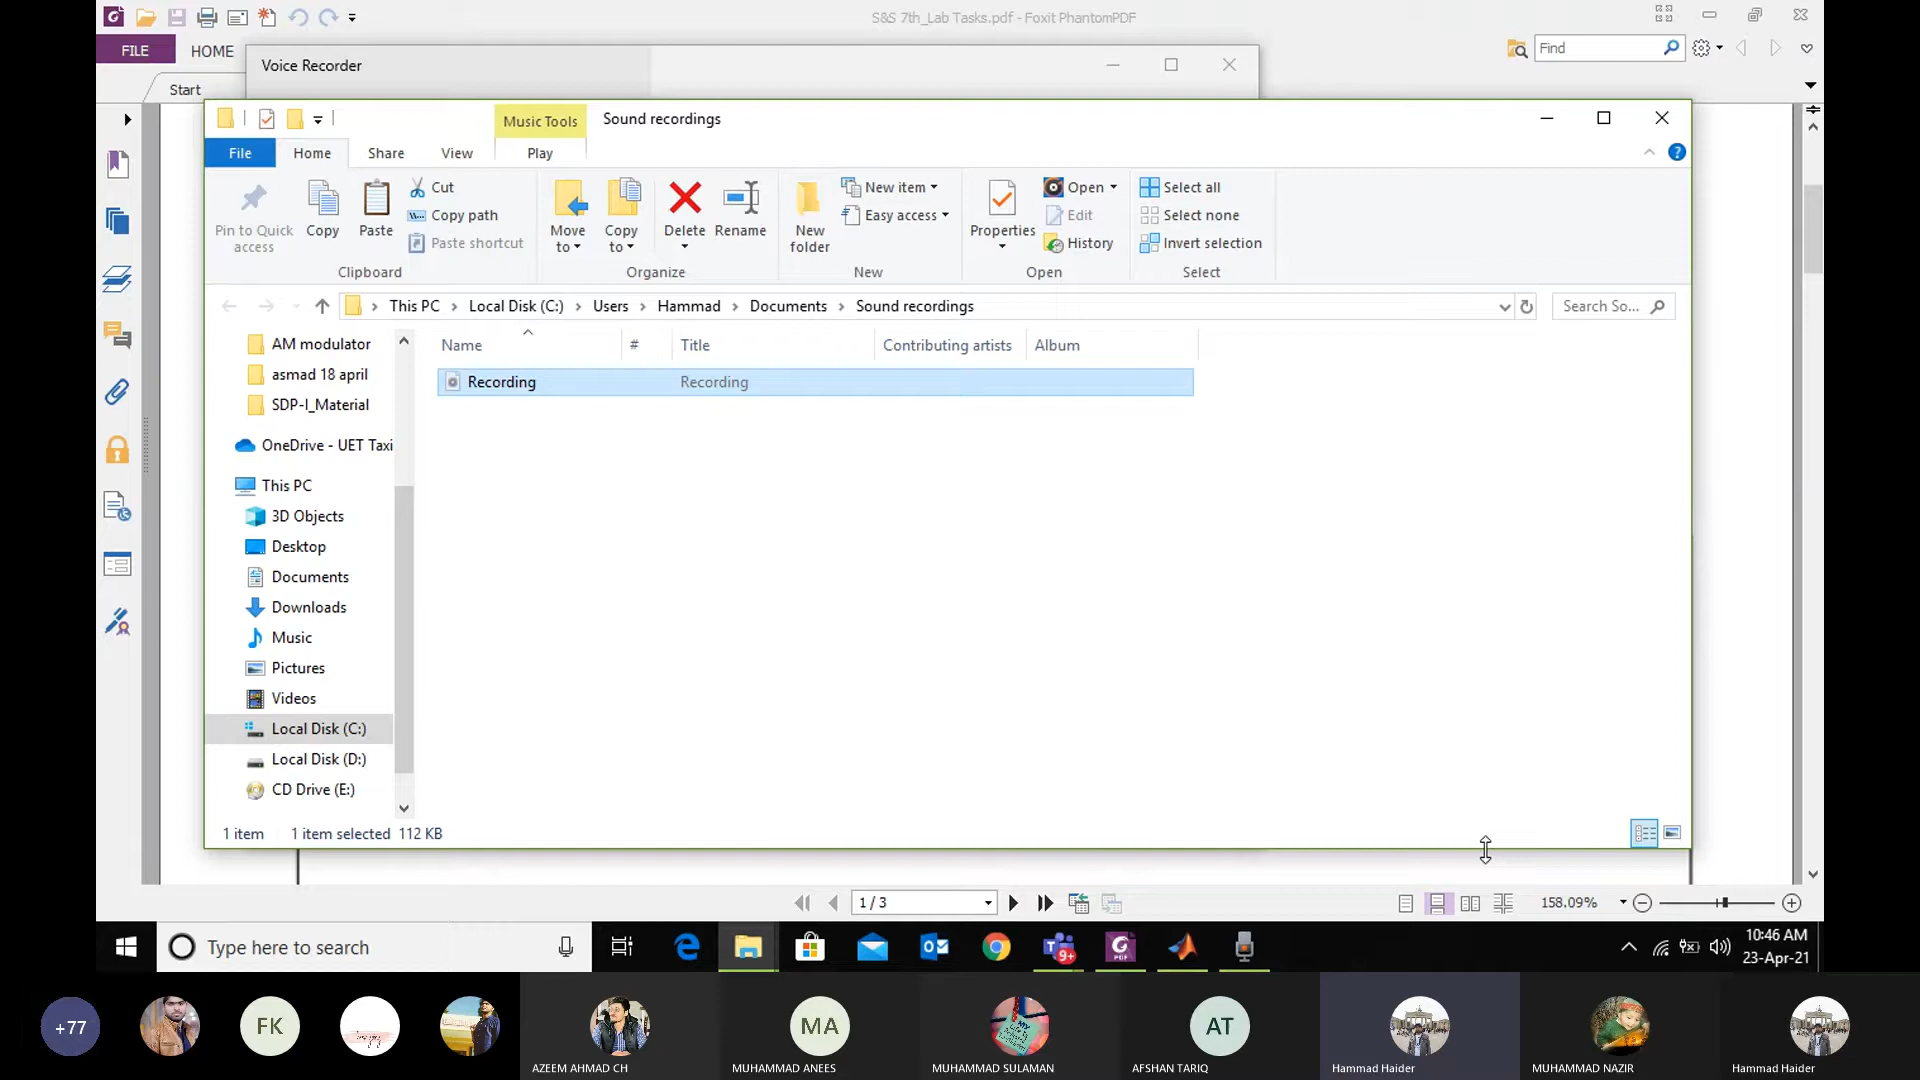 S&S 7th_Lab Tasks.pdf - Foxit PhantomPDF
FILE
HOME
Find
Start
Voice Recorder
Music Tools
Sound recordings
File
Home
Share
View
Play
Pin to Quick
access
Copy
Paste
Cut
Copy path
Paste shortcut
Clipboard
Move
to
Copy
to
Delete
Rename
Organize
New
folder
New item
Easy access
New
Properties
Open
Edit
History
Open
Select all
Select none
Invert selection
Select
This PC
Local Disk (C:)
Users
Hammad
Documents
Sound recordings
Search So...
Name
#
Title
Contributing artists
Album
Recording
Recording
AM modulator
asmad 18 april
SDP-I_Material
OneDrive - UET Taxi
This PC
3D Objects
Desktop
Documents
Downloads
Music
Pictures
Videos
Local Disk (C:)
Local Disk (D:)
CD Drive (E:)
1 item
1 item selected 112 KB
1 / 3
158.09%
Type here to search
9+
PDF
10:46 AM
23-Apr-21
+77
FK
MA
AT
AZEEM AHMAD CH
MUHAMMAD ANEES
MUHAMMAD SULAMAN
AFSHAN TARIQ
Hammad Haider
MUHAMMAD NAZIR
Hammad Haider